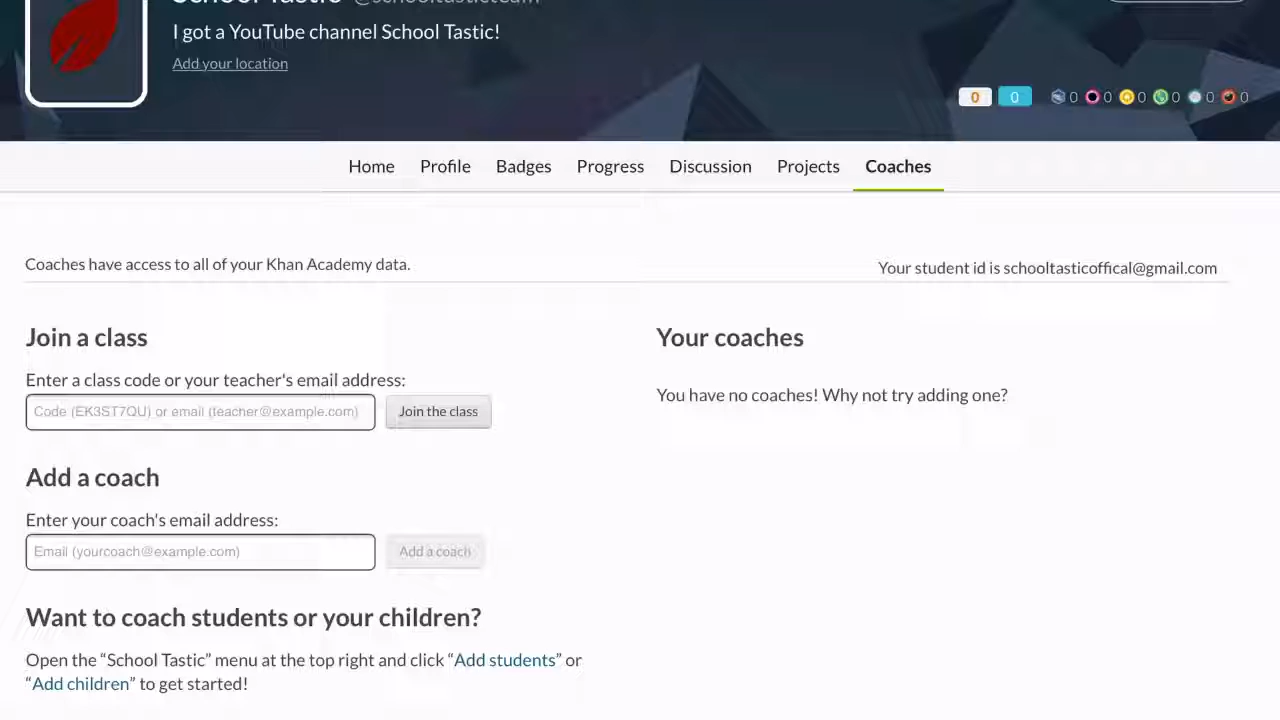 School Tastic @schooltasticteam
I got a YouTube channel School Tastic!
Add your location
0 0 0 0 0 0 0 0
Home Profile Badges Progress Discussion Projects Coaches
Coaches have access to all of your Khan Academy data.
Your student id is schooltasticoffical@gmail.com
Join a class
Enter a class code or your teacher's email address:
Code (EK3ST7QU) or email (teacher@example.com)
Join the class
Add a coach
Enter your coach's email address:
Email (yourcoach@example.com)
Add a coach
Want to coach students or your children?
Open the “School Tastic” menu at the top right and click “Add students” or
“Add children” to get started!
Your coaches
You have no coaches! Why not try adding one?